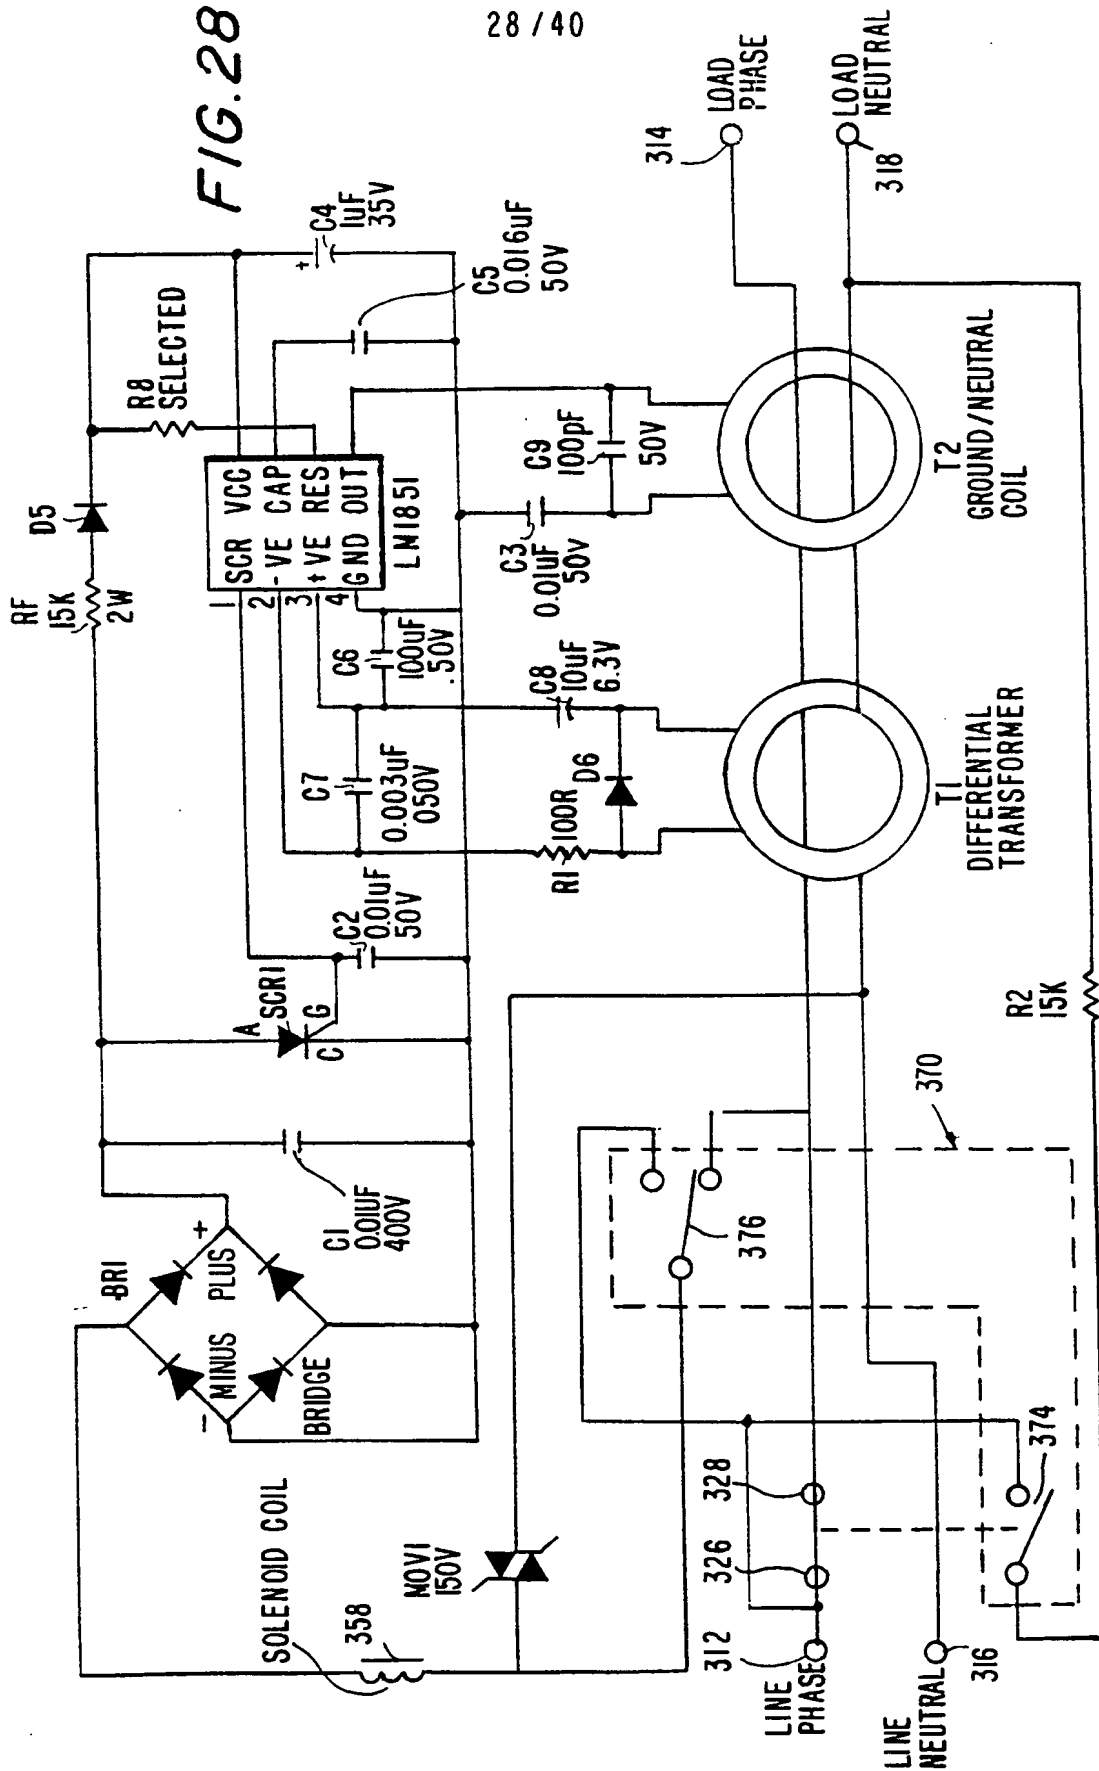 28/40
FIG.28
RF
15K
2W
D5
R8
SELECTED
C4
1uF
35V
+
C5
0.016uF
50V
SCR VCC
-VE CAP
+VE RES
GND OUT
LM1851
1
2
3
4
C6
100uF
.50V
C7
0.003uF
050V
C8
10uF
6.3V
C3
0.01uF
50V
C9
100pF
50V
R1
100R
D6
C2
0.01uF
50V
A
SCR1
G
C
C1
0.01UF
400V
BR1
+
PLUS
MINUS
-
BRIDGE
SOLENOID COIL
358
MOV1
150V
T1
DIFFERENTIAL
TRANSFORMER
T2
GROUND/NEUTRAL
COIL
314
LOAD
PHASE
LOAD
NEUTRAL
318
R2
15K
370
376
374
328
326
312
LINE
PHASE
LINE
NEUTRAL
316